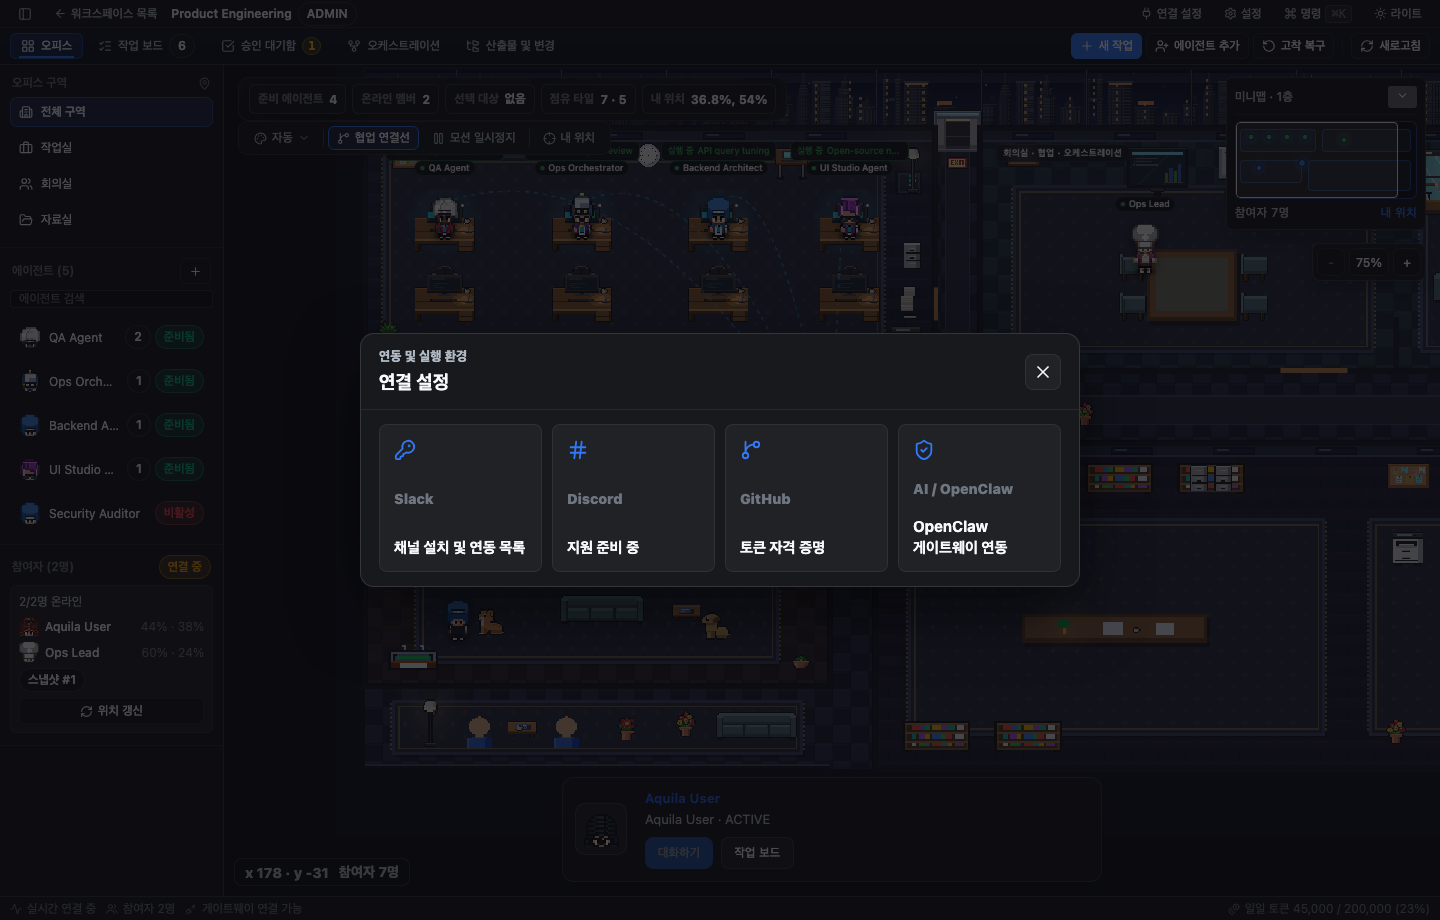 워크스페이스 목록
Product Engineering
ADMIN
연결 설정
설정
명령
⌘K
라이트
오피스
작업 보드 6
승인 대기함 1
오케스트레이션
산출물 및 변경
새 작업
에이전트 추가
고착 복구
새로고침
오피스 구역
전체 구역
작업실
회의실
자료실
에이전트 (5)
에이전트 검색
QA Agent 2 준비됨
Ops Orch... 1 준비됨
Backend A... 1 준비됨
UI Studio ... 1 준비됨
Security Auditor 비활성
참여자 (2명) 연결 중
2/2명 온라인
Aquila User 44% · 38%
Ops Lead 60% · 24%
스냅샷 #1
위치 갱신
준비 에이전트 4
온라인 멤버 2
선택 대상 없음
점유 타일 7 · 5
내 위치 36.8%, 54%
자동
협업 연결선
모션 일시정지
내 위치
eview
실행 중 API query tuning
실행 중 Open-source n...
QA Agent
Ops Orchestrator
Backend Architect
UI Studio Agent
EXIT
회의실 · 협업 · 오케스트레이션
Ops Lead
미니맵 · 1층
참여자 7명
내 위치
- 75% +
연동 및 실행 환경
연결 설정
Slack
채널 설치 및 연동 목록
Discord
지원 준비 중
GitHub
토큰 자격 증명
AI / OpenClaw
OpenClaw
게이트웨이 연동
Aquila User
Aquila User · ACTIVE
대화하기
작업 보드
x 178 · y -31 참여자 7명
실시간 연결 중
참여자 2명
게이트웨이 연결 가능
일일 토큰 45,000 / 200,000 (23%)